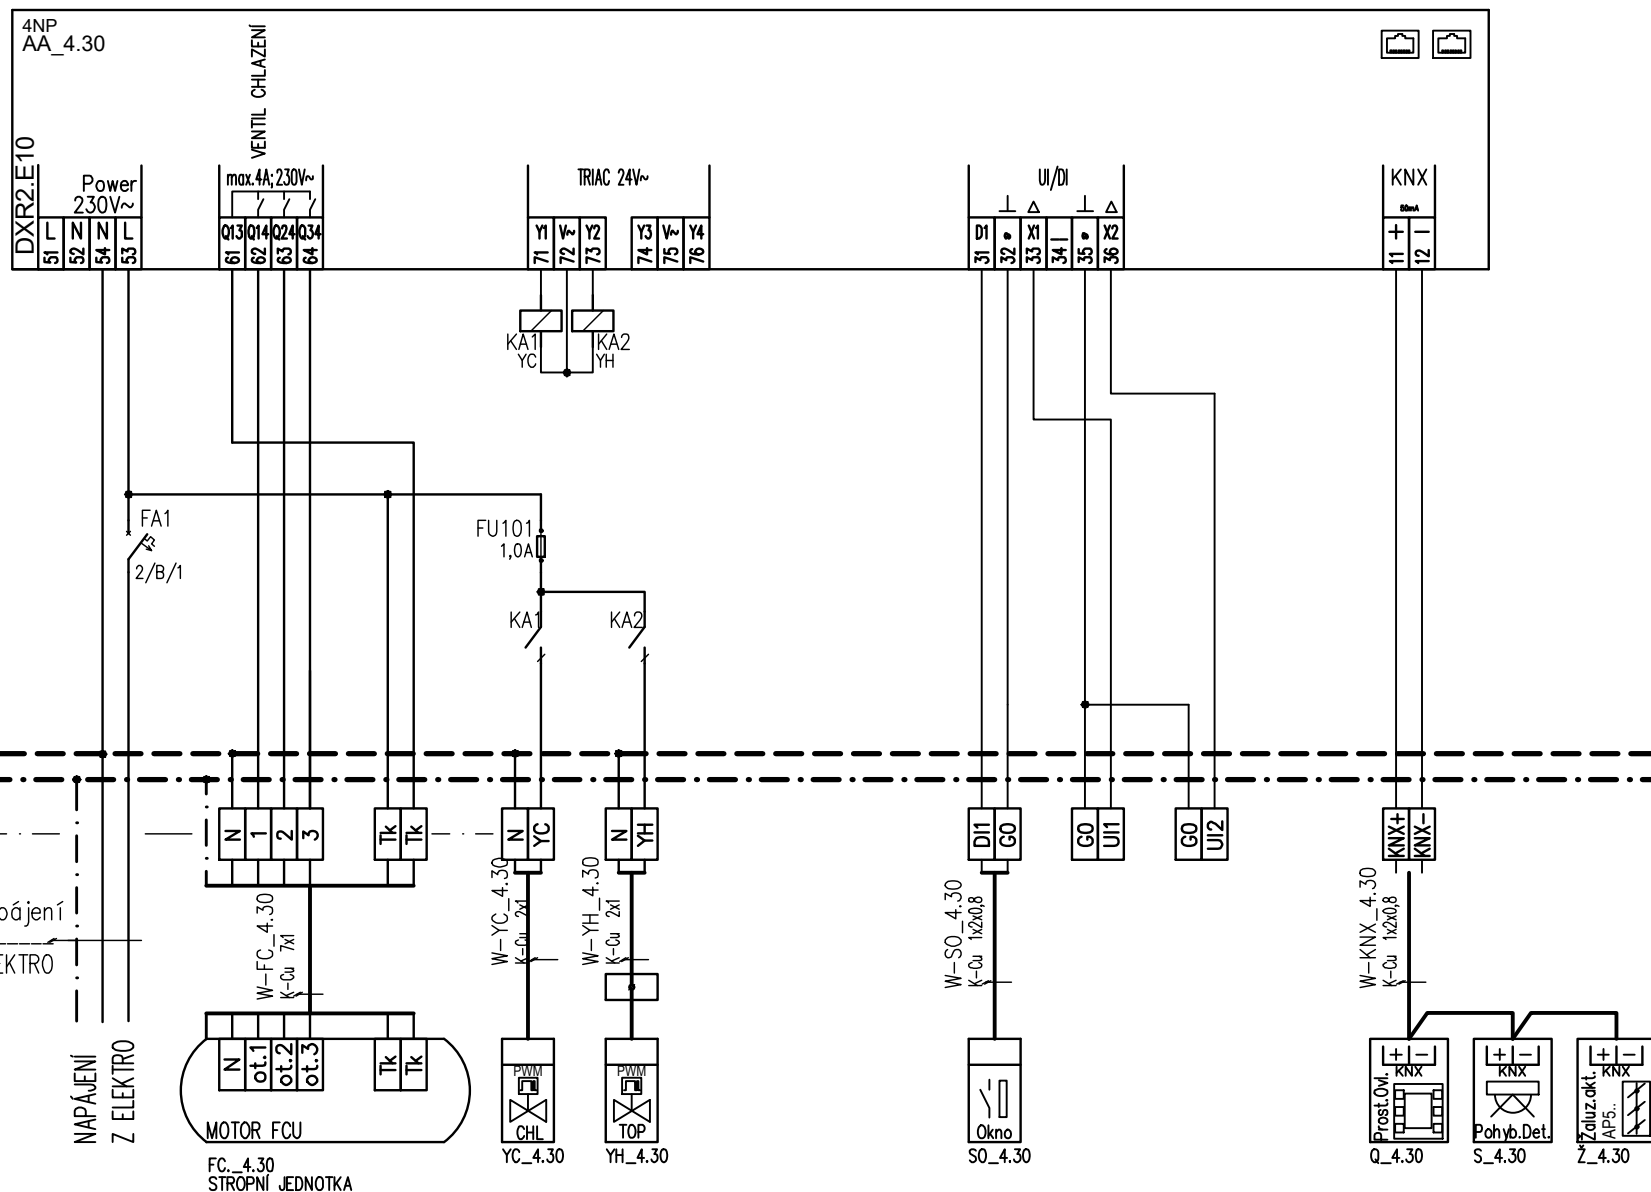 4NP
AA_4.30
DXR2.E10
VENTIL CHLAZENÍ
Power
230V~
max.4A;230V~
TRIAC 24V~
UI/DI
KNX
50mA
L N N L
51 52 54 53
Q13 Q14 Q24 Q34
61 62 63 64
Y1 V~ Y2
71 72 73
Y3 V~ Y4
74 75 76
D1 X1 X2
31 32 33 34 35 36
+ −
11 12
KA1
YC
KA2
YH
FA1
2/B/1
FU101
1,0A
KA1
KA2
N 1 2 3
Tk Tk
N YC
N YH
DI1 GO
GO UI1
GO UI2
KNX+ KNX-
pájení
EKTRO
W-FC_4.30
K-Cu 7x1
W-YC_4.30
K-Cu 2x1
W-YH_4.30
K-Cu 2x1
W-SO_4.30
K-Cu 1x2x0,8
W-KNX_4.30
K-Cu 1x2x0,8
NAPÁJENÍ
Z ELEKTRO
N ot.1 ot.2 ot.3
Tk Tk
MOTOR FCU
FC._4.30
STROPNÍ JEDNOTKA
PWM
CHL
YC_4.30
PWM
TOP
YH_4.30
Okno
SO_4.30
+ −
KNX
Prost.Ovl.
Q_4.30
+ −
KNX
Pohyb.Det.
S_4.30
+ −
KNX
Žaluz.akt.
AP5..
Ž_4.30